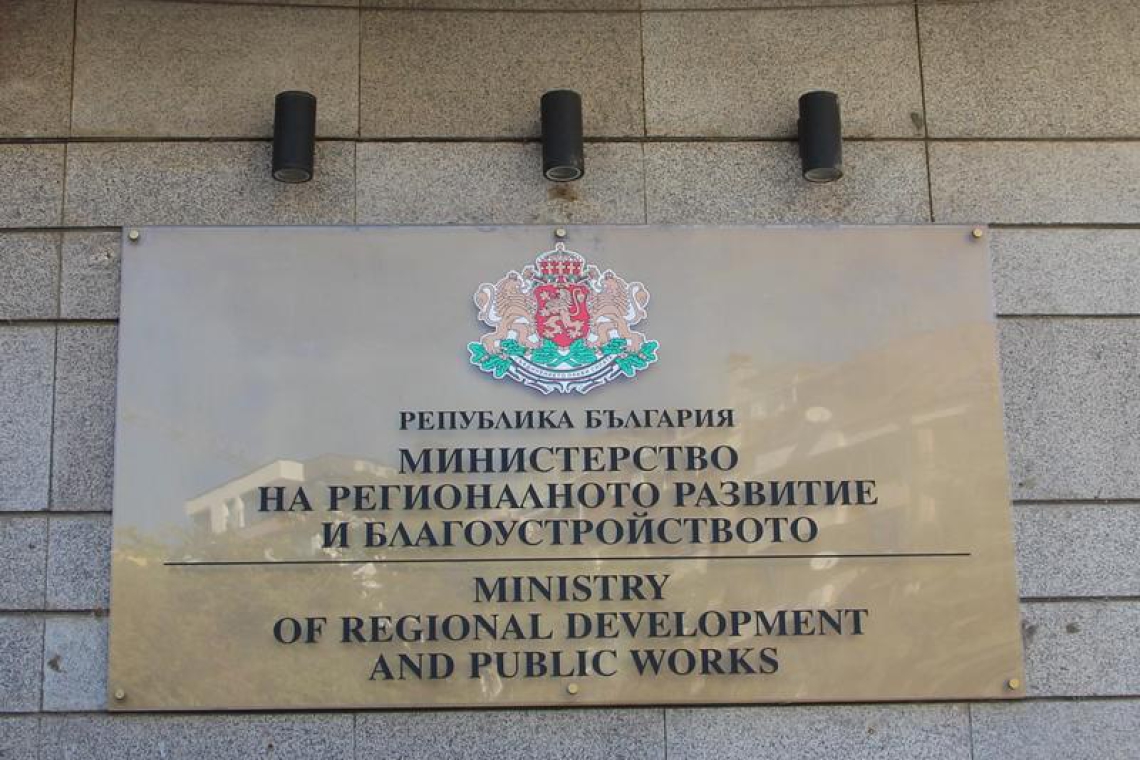 РЕПУБЛИКА БЪЛГАРИЯ
МИНИСТЕРСТВО
НА РЕГИОНАЛНОТО РАЗВИТИЕ
И БЛАГОУСТРОЙСТВОТО
MINISTRY
OF REGIONAL DEVELOPMENT
AND PUBLIC WORKS